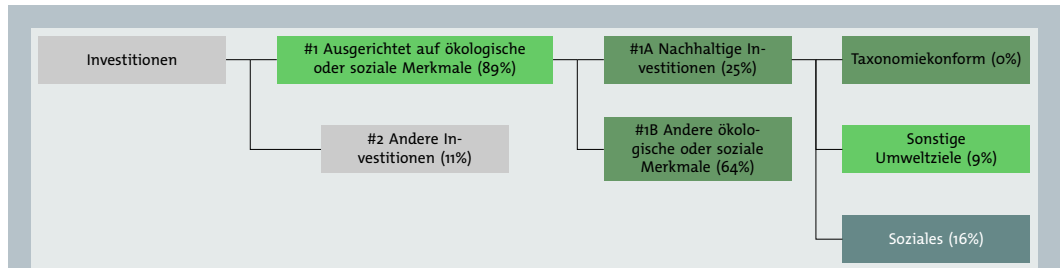 Investitionen
#1 Ausgerichtet auf ökologische
oder soziale Merkmale (89%)
#1A Nachhaltige In-
vestitionen (25%)
Taxonomiekonform (0%)
#2 Andere In-
vestitionen (11%)
#1B Andere ökolo-
gische oder soziale
Merkmale (64%)
Sonstige
Umweltziele (9%)
Soziales (16%)